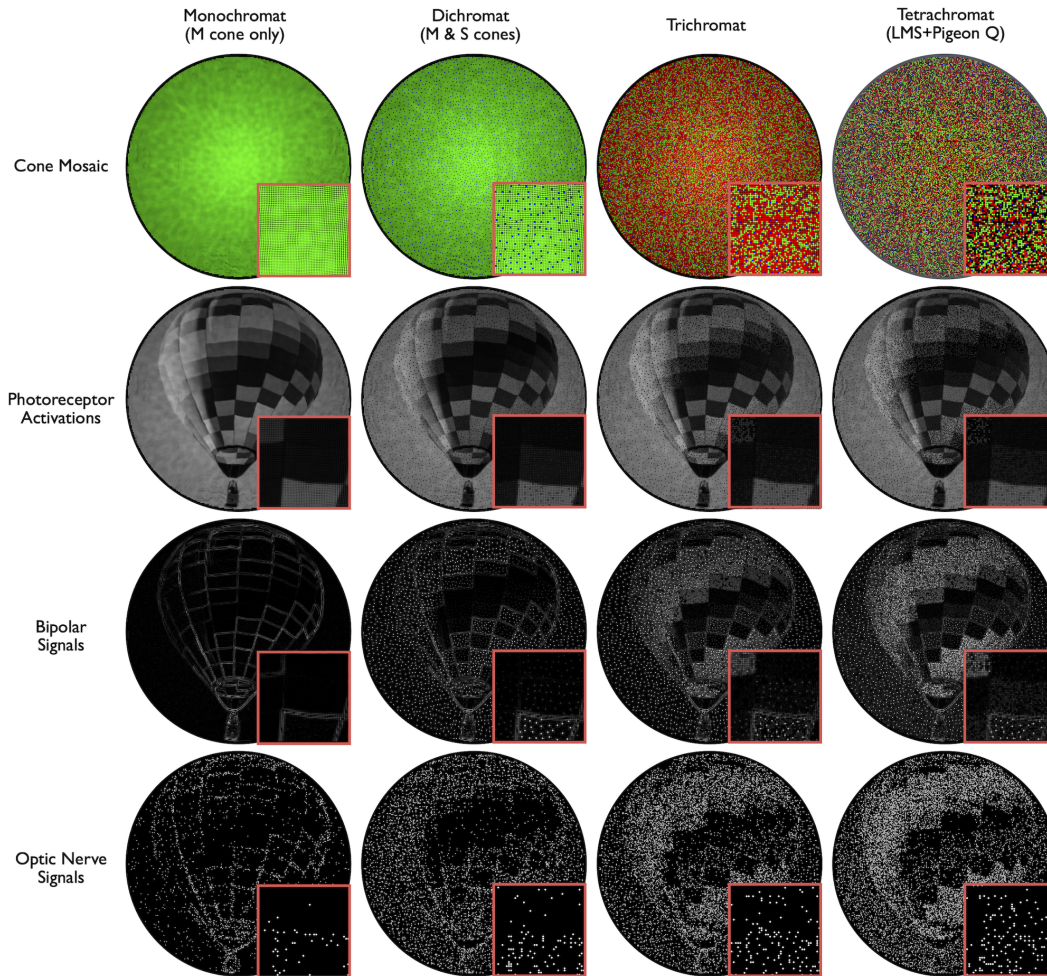 Monochromat
(M cone only)
Dichromat
(M & S cones)
Trichromat
Tetrachromat
(LMS+Pigeon Q)
Cone Mosaic
Photoreceptor
Activations
Bipolar
Signals
Optic Nerve
Signals